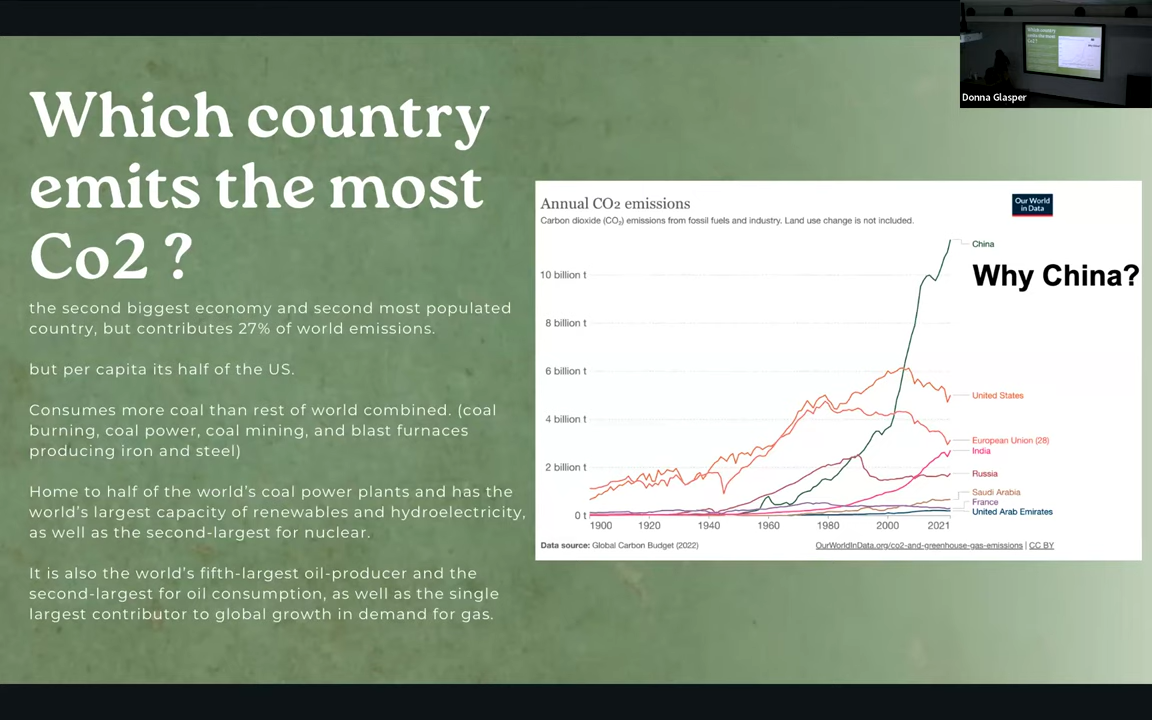 Which country
emits the most
Co2 ?
the second biggest economy and second most populated
country, but contributes 27% of world emissions.
but per capita its half of the US.
Consumes more coal than rest of world combined. (coal
burning, coal power, coal mining, and blast furnaces
producing iron and steel)
Home to half of the world's coal power plants and has the
world's largest capacity of renewables and hydroelectricity,
as well as the second-largest for nuclear.
It is also the world's fifth-largest oil-producer and the
second-largest for oil consumption, as well as the single
largest contributor to global growth in demand for gas.
Donna Glasper
Annual CO₂ emissions
Carbon dioxide (CO₂) emissions from fossil fuels and industry. Land use change is not included.
Our World
in Data
China
Why China?
10 billion t
8 billion t
6 billion t
4 billion t
2 billion t
0 t
United States
European Union (28)
India
Russia
Saudi Arabia
France
United Arab Emirates
1900 1920 1940 1960 1980 2000 2021
Data source: Global Carbon Budget (2022)
OurWorldInData.org/co2-and-greenhouse-gas-emissions | CC BY